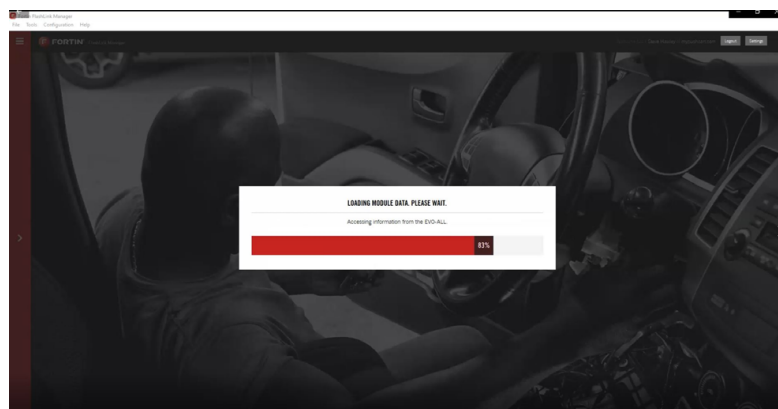 Fortin FlashLink Manager
File Tools Configuration Help
FORTIN
Logout Settings
LOADING MODULE DATA. PLEASE WAIT.
Accessing information from the EVO-ALL
83%